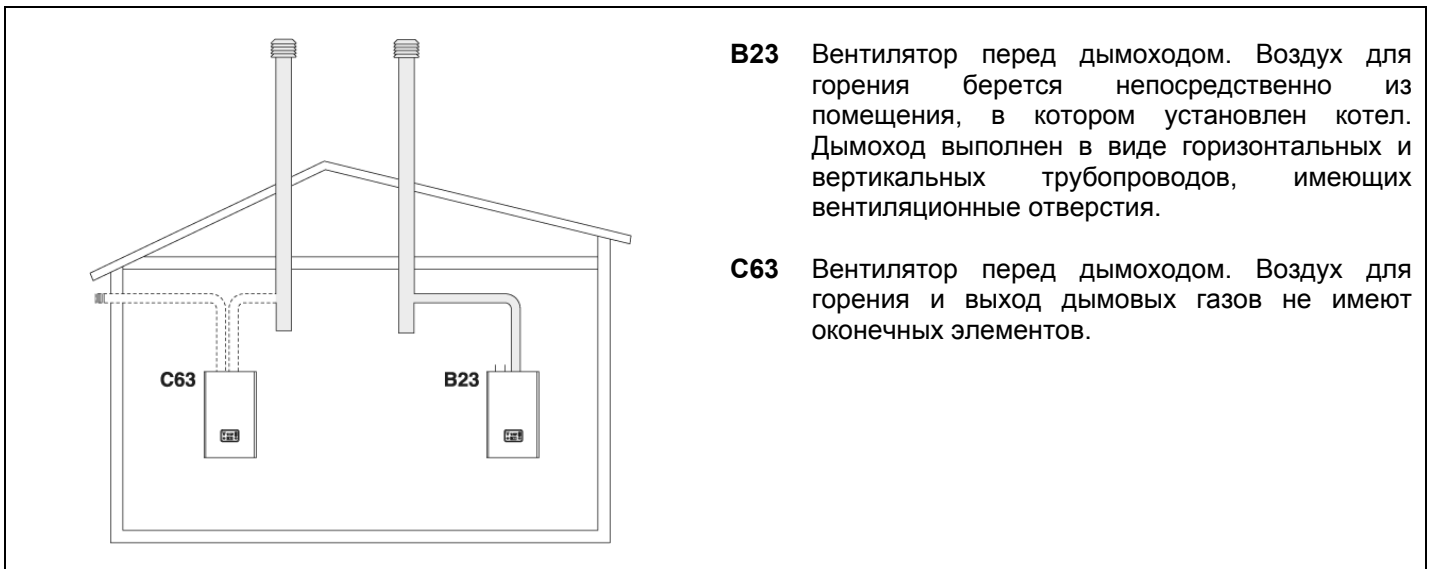 B23 Вентилятор перед дымоходом. Воздух для
горения берется непосредственно из
помещения, в котором установлен котел.
Дымоход выполнен в виде горизонтальных и
вертикальных трубопроводов, имеющих
вентиляционные отверстия.
C63 Вентилятор перед дымоходом. Воздух для
горения и выход дымовых газов не имеют
оконечных элементов.
C63
B23